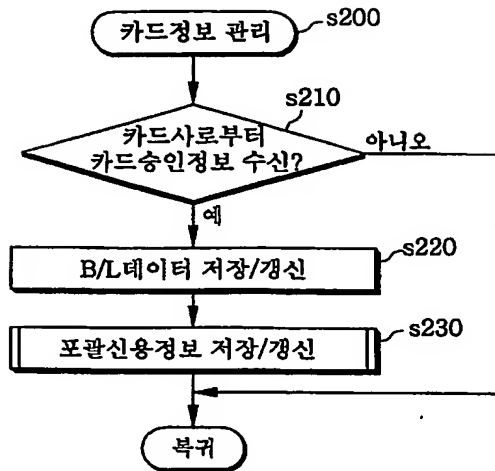 카드정보 관리
s200
s210
카드사로부터
카드승인정보 수신?
아니오
예
s220
B/L데이터 저장/갱신
s230
포괄신용정보 저장/갱신
복귀